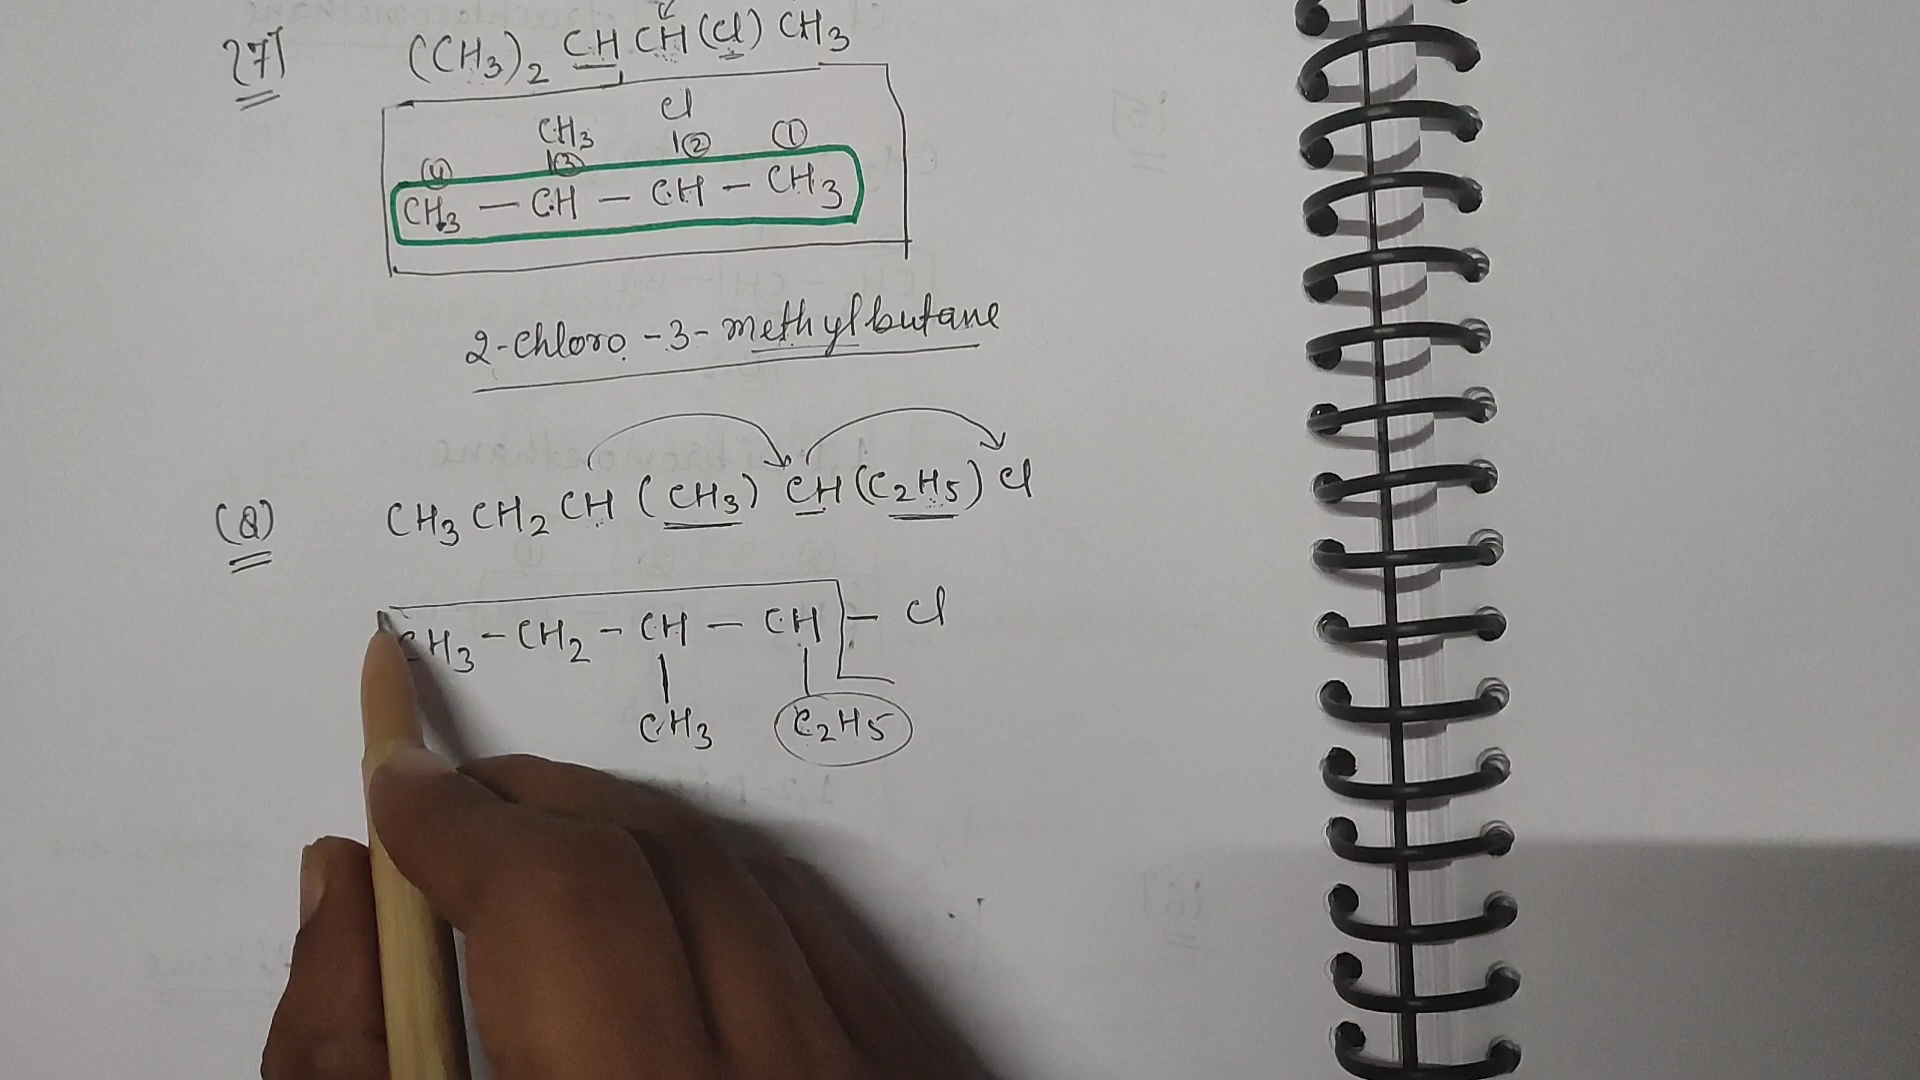 [7] (CH3)2 CH CH (Cl) CH3
CH3 Cl
④ ③ ② ①
CH3 — CH — CH — CH3
2-chloro-3-methylbutane
(8) CH3 CH2 CH (CH3) CH (C2H5) Cl
CH3 - CH2 - CH — CH — Cl
CH3 C2H5